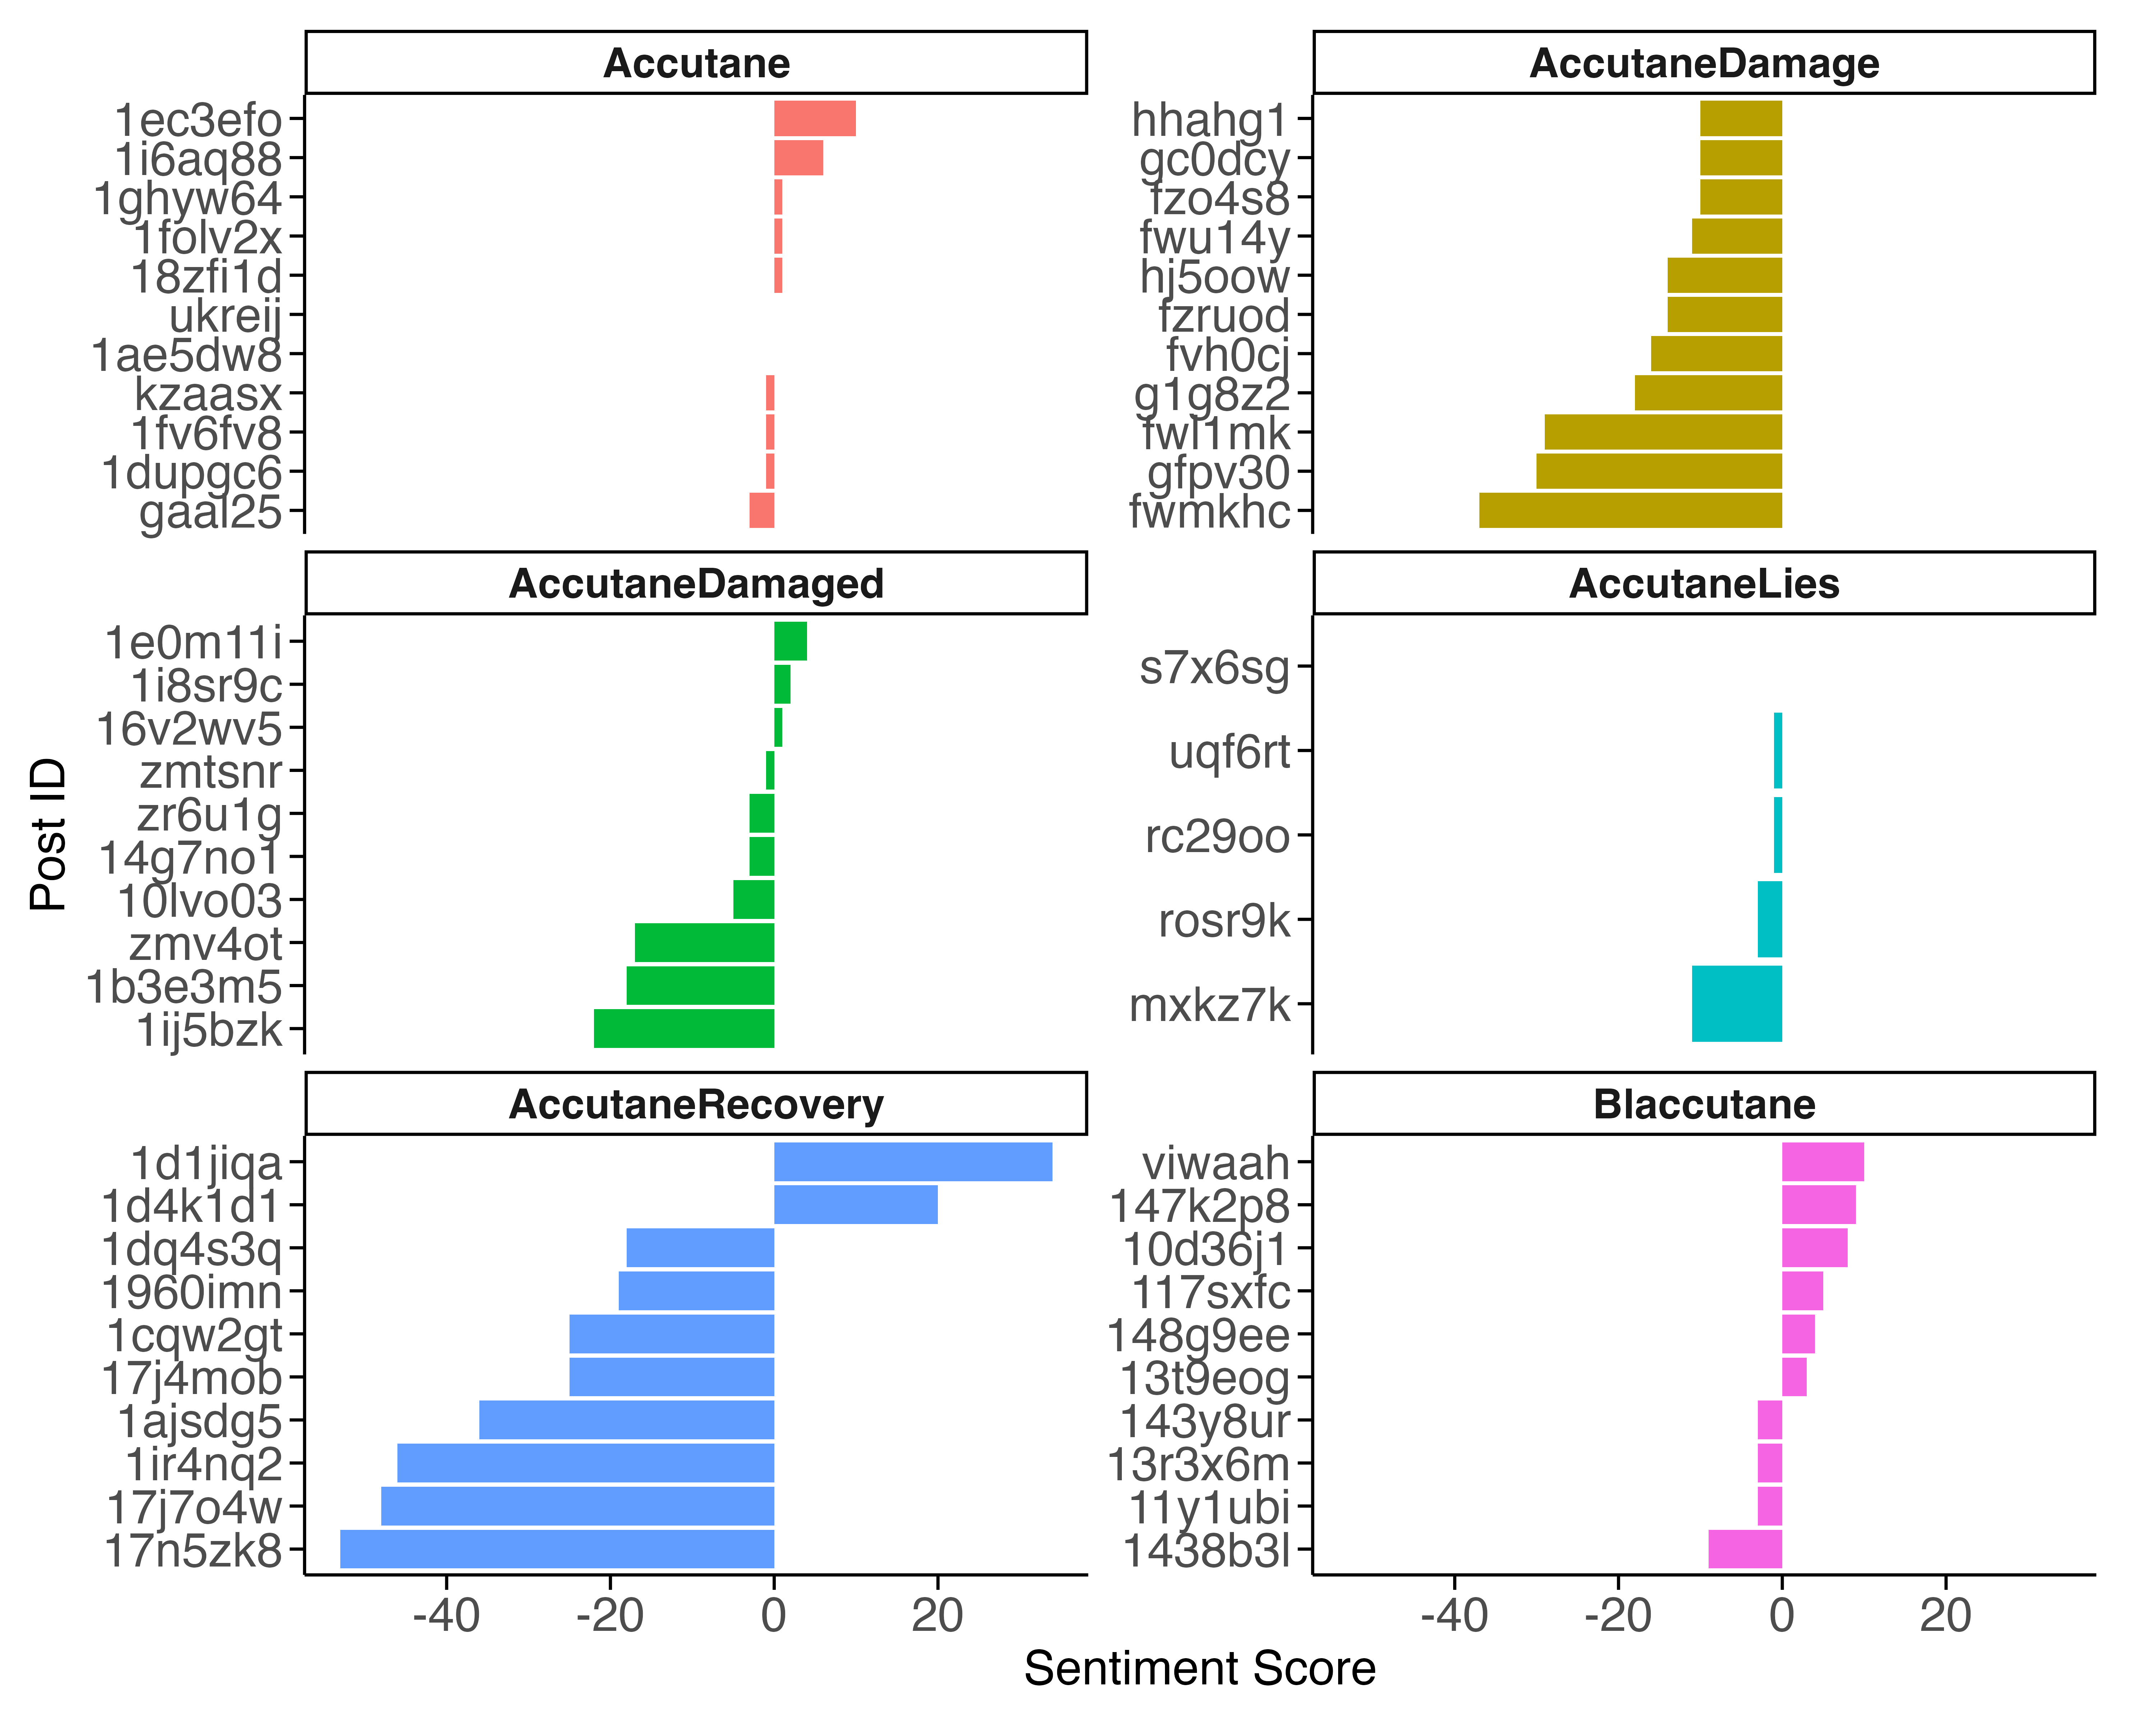 Accutane
1ec3efo
1i6aq88
1ghyw64
1folv2x
18zfi1d
ukreij
1ae5dw8
kzaasx
1fv6fv8
1dupgc6
gaal25
AccutaneDamage
hhahg1
gc0dcy
fzo4s8
fwu14y
hj5oow
fzruod
fvh0cj
g1g8z2
fwl1mk
gfpv30
fwmkhc
AccutaneDamaged
1e0m11i
1i8sr9c
16v2wv5
zmtsnr
zr6u1g
14g7no1
10lvo03
zmv4ot
1b3e3m5
1ij5bzk
AccutaneLies
s7x6sg
uqf6rt
rc29oo
rosr9k
mxkz7k
AccutaneRecovery
1d1jiqa
1d4k1d1
1dq4s3q
1960imn
1cqw2gt
17j4mob
1ajsdg5
1ir4nq2
17j7o4w
17n5zk8
-40 -20 0 20
Blaccutane
viwaah
147k2p8
10d36j1
117sxfc
148g9ee
13t9eog
143y8ur
13r3x6m
11y1ubi
1438b3l
-40 -20 0 20
Post ID
Sentiment Score